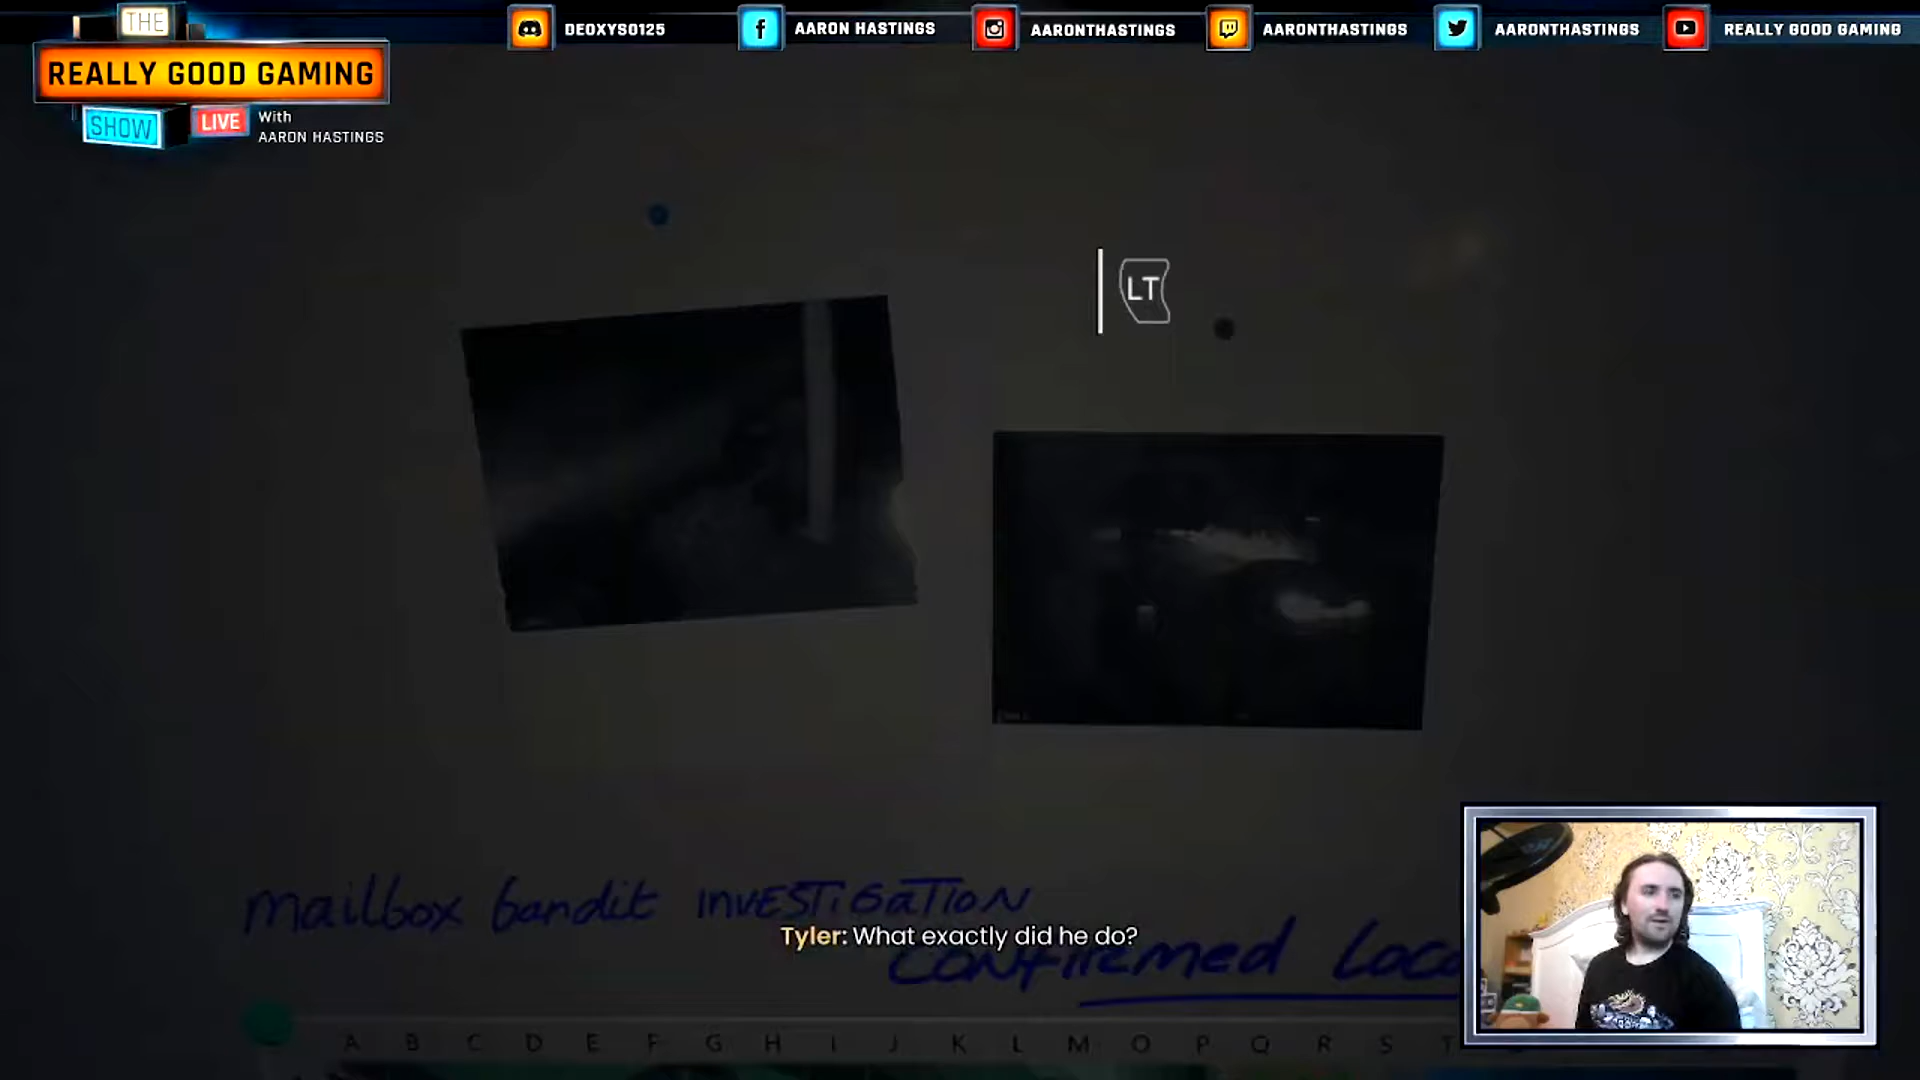 THE
REALLY GOOD GAMING
SHOW
LIVE
With
AARON HASTINGS
DEOXYS0125
AARON HASTINGS
AARONTHASTINGS
AARONTHASTINGS
AARONTHASTINGS
REALLY GOOD GAMING
LT
mailbox bandit INVESTIGATION
Tyler: What exactly did he do?
CONfIRmed Loc
A B C D E F G H I J K L M O P Q R S T